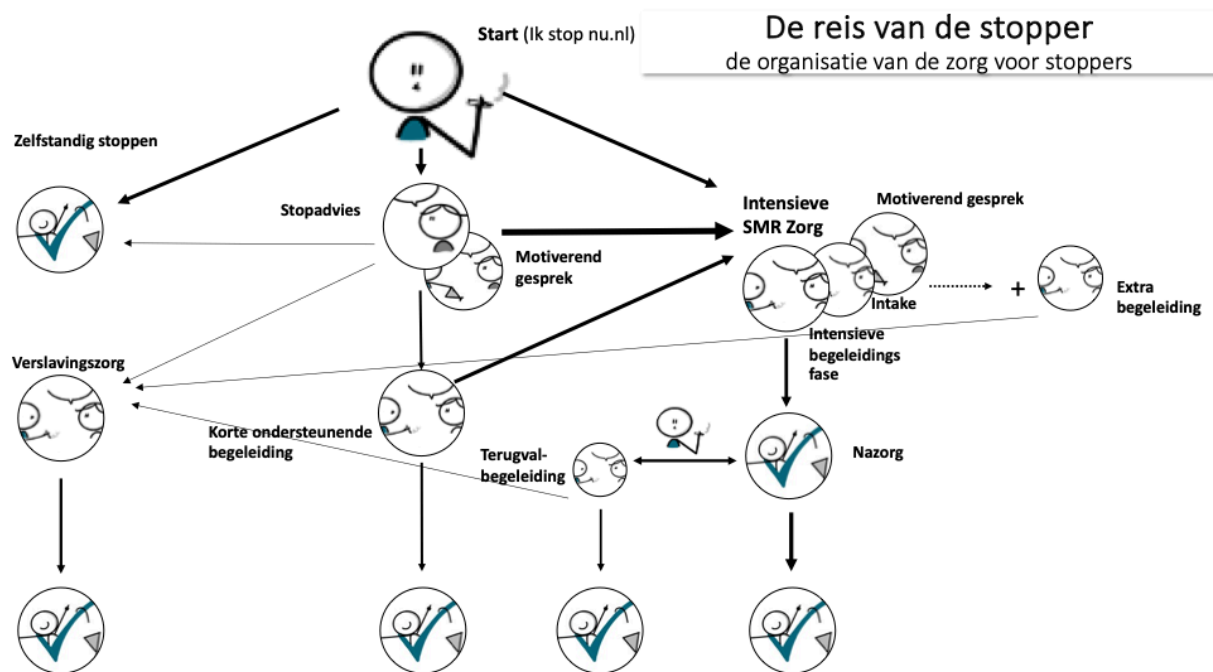 De reis van de stopper
de organisatie van de zorg voor stoppers
Start (Ik stop nu.nl)
Zelfstandig stoppen
Stopadvies
Motiverend
gesprek
Intensieve
SMR Zorg
Motiverend gesprek
Intake
+
Extra
begeleiding
Intensieve
begeleidings
fase
Verslavingszorg
Korte ondersteunende
begeleiding
Terugval-
begeleiding
Nazorg